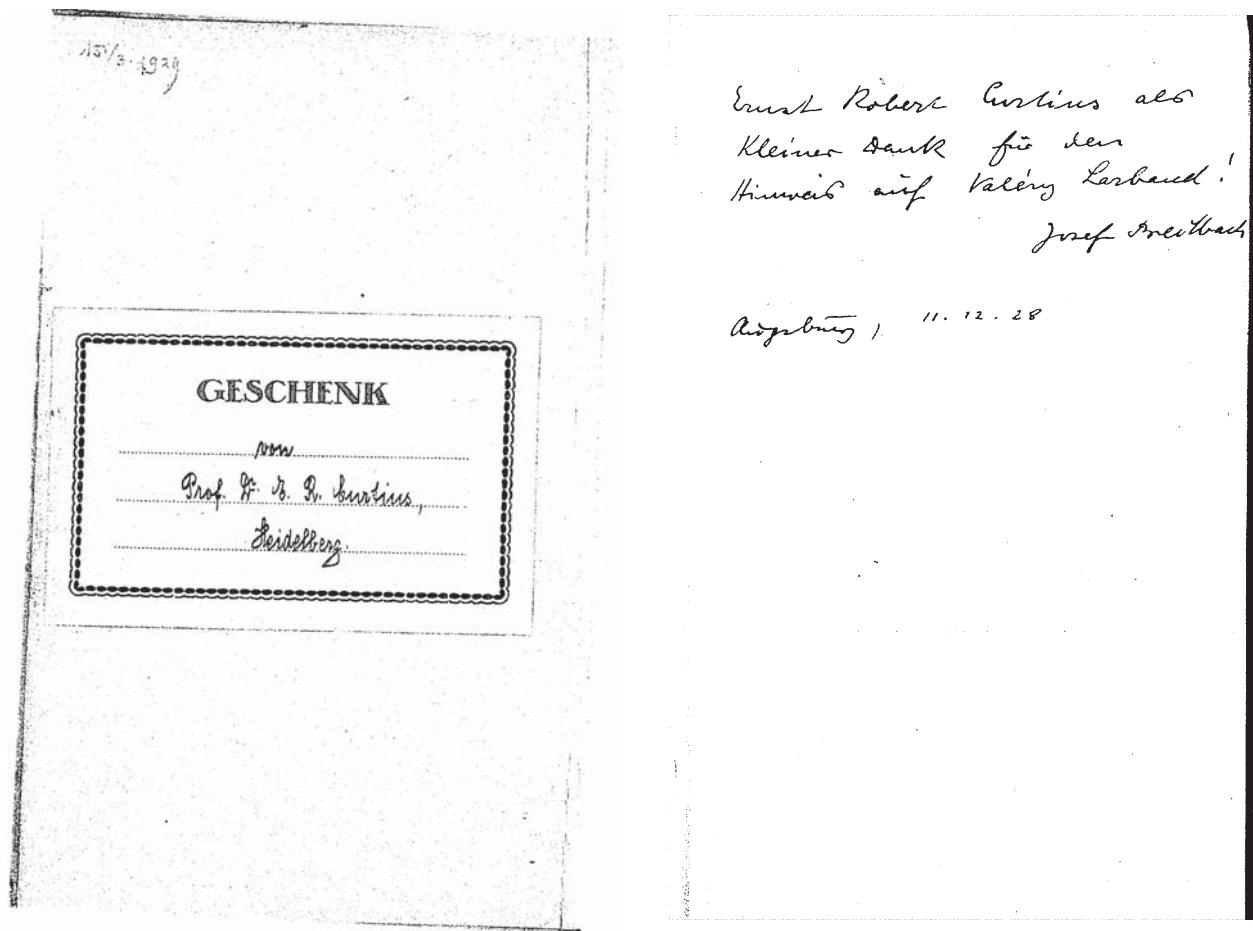 15/3. 1929
GESCHENK
von
Prof. Dr. E. R. Curtius,
Heidelberg.
Ernst Robert Curtius als
Kleiner Dank für den
Hinweis auf Valéry Larbaud!
Josef Breitbach
Augsburg, 11.12.28